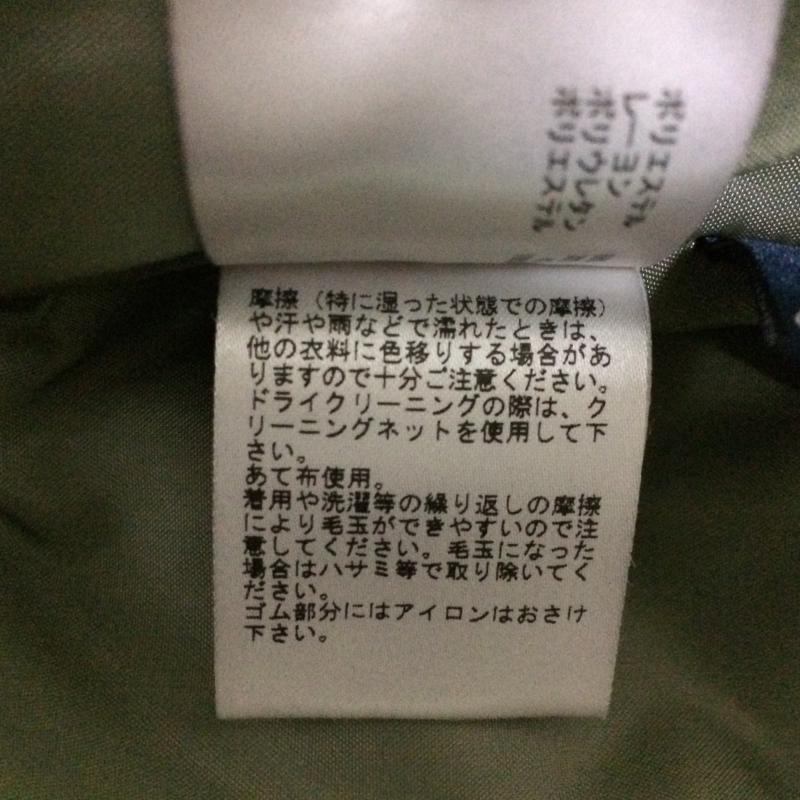 ポリエステル
レーヨン
ポリウレタン
ポリエステル
摩擦（特に湿った状態での摩擦）
や汗や雨などで濡れたときは、
他の衣料に色移りする場合があ
りますので十分ご注意ください。
ドライクリーニングの際は、ク
リーニングネットを使用して下
さい。
あて布使用。
着用や洗濯等の繰り返しの摩擦
により毛玉ができやすいので注
意してください。毛玉になった
場合はハサミ等で取り除いてく
ださい。
ゴム部分にはアイロンはおさけ
下さい。